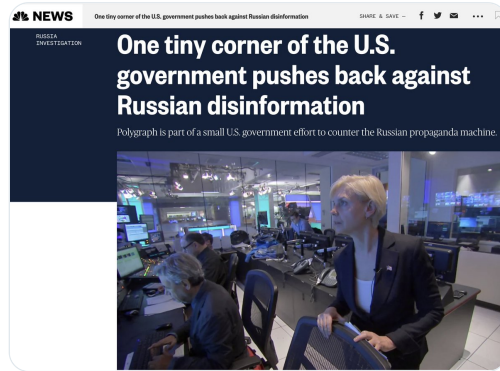 NEWS
One tiny corner of the U.S. government pushes back against Russian disinformation
SHARE & SAVE —
RUSSIA
INVESTIGATION
One tiny corner of the U.S.
government pushes back against
Russian disinformation
Polygraph is part of a small U.S. government effort to counter the Russian propaganda machine.